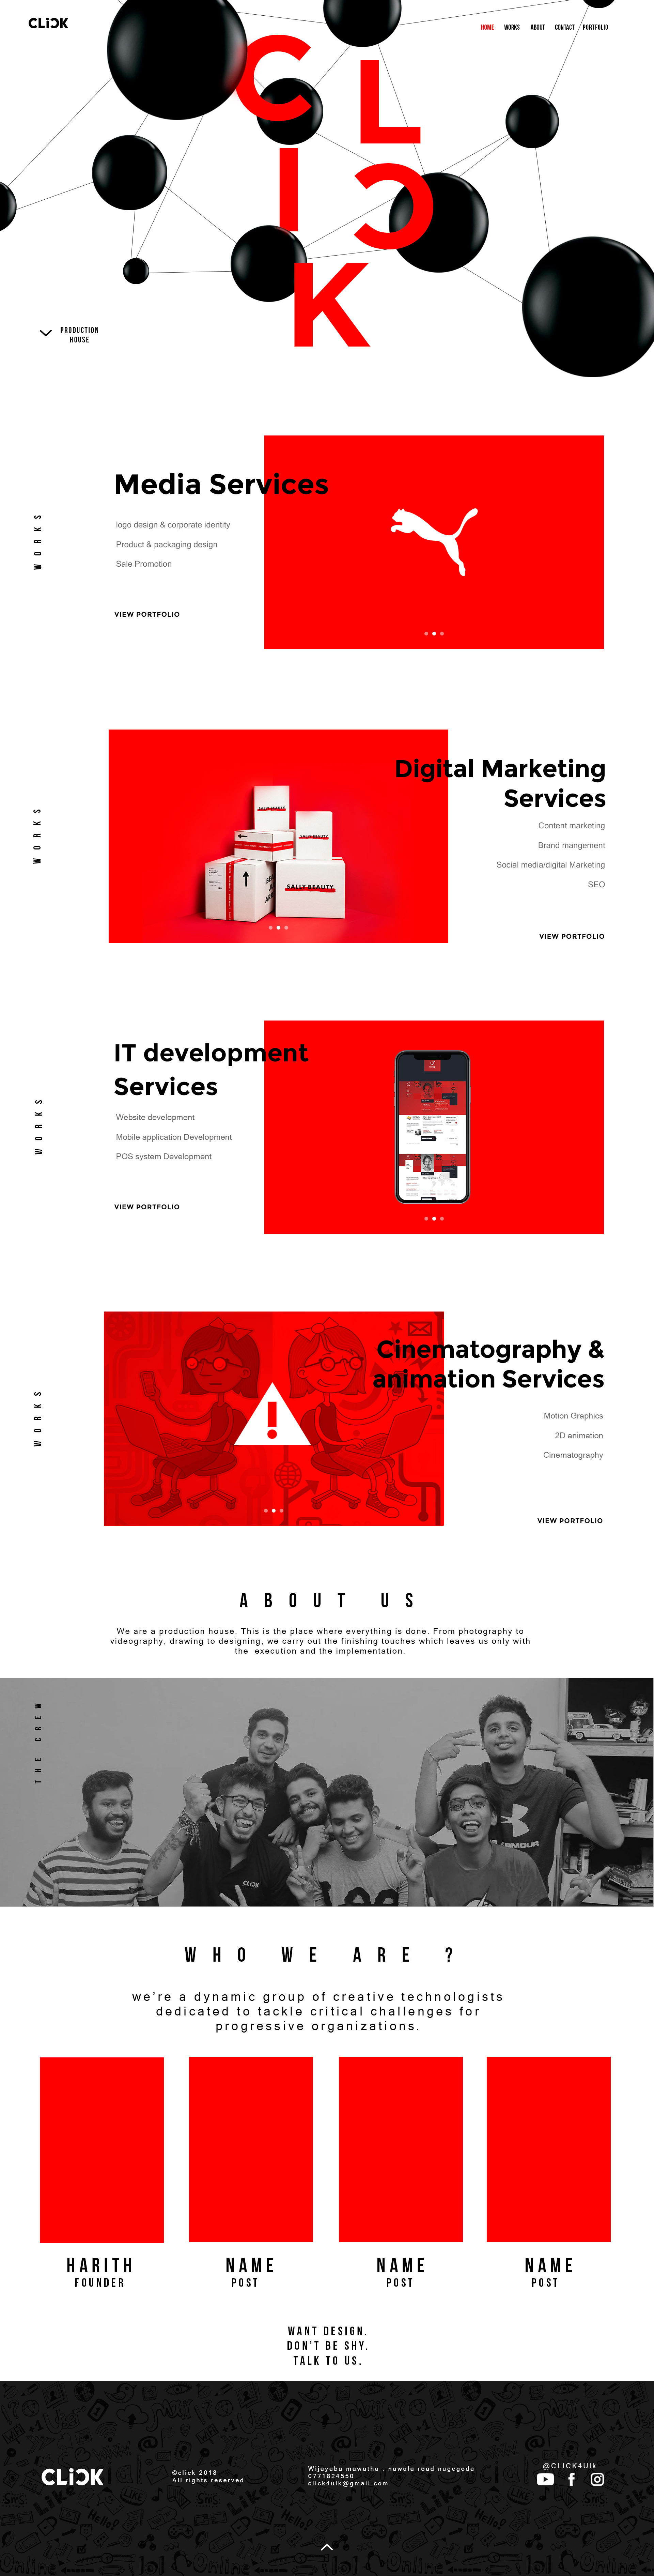 CLICK
HOME WORKS ABOUT CONTACT PORTFOLIO
C
L
I
C
K
PRODUCTION
HOUSE
WORKS
Media Services
logo design & corporate identity
Product & packaging design
Sale Promotion
VIEW PORTFOLIO
WORKS
Digital Marketing
Services
Content marketing
Brand mangement
Social media/digital Marketing
SEO
VIEW PORTFOLIO
SALLY BEAUTY
SALLY BEAUTY
SALLY BEAUTY
WORKS
IT development
Services
Website development
Mobile application Development
POS system Development
VIEW PORTFOLIO
WORKS
Cinematography &
animation Services
Motion Graphics
2D animation
Cinematography
VIEW PORTFOLIO
!
ABOUT US
We are a production house. This is the place where everything is done. From photography to
videography, drawing to designing, we carry out the finishing touches which leaves us only with
the execution and the implementation.
THE CREW
CLICK
WHO WE ARE ?
we're a dynamic group of creative technologists
dedicated to tackle critical challenges for
progressive organizations.
HARITH
FOUNDER
NAME
POST
NAME
POST
NAME
POST
WANT DESIGN.
DON'T BE SHY.
TALK TO US.
CLICK
©click 2018
All rights reserved
Wijayaba mawatha , nawala road nugegoda
0771824550
click4ulk@gmail.com
@CLICK4Ulk